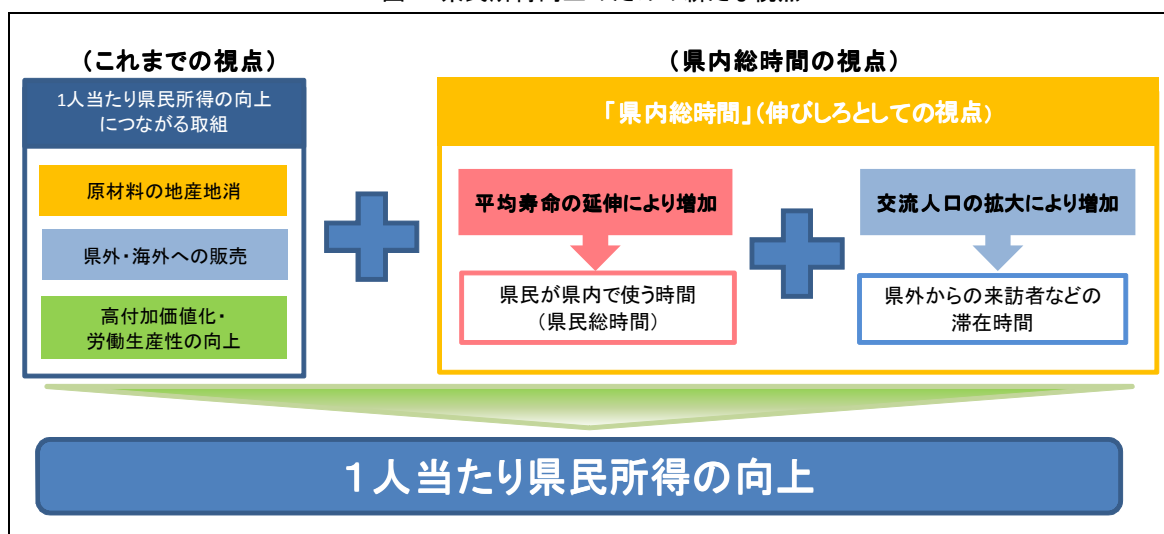 （これまでの視点）
1人当たり県民所得の向上
につながる取組
原材料の地産地消
県外・海外への販売
高付加価値化・
労働生産性の向上
（県内総時間の視点）
「県内総時間」（伸びしろとしての視点）
平均寿命の延伸により増加
県民が県内で使う時間
（県民総時間）
交流人口の拡大により増加
県外からの来訪者などの
滞在時間
１人当たり県民所得の向上